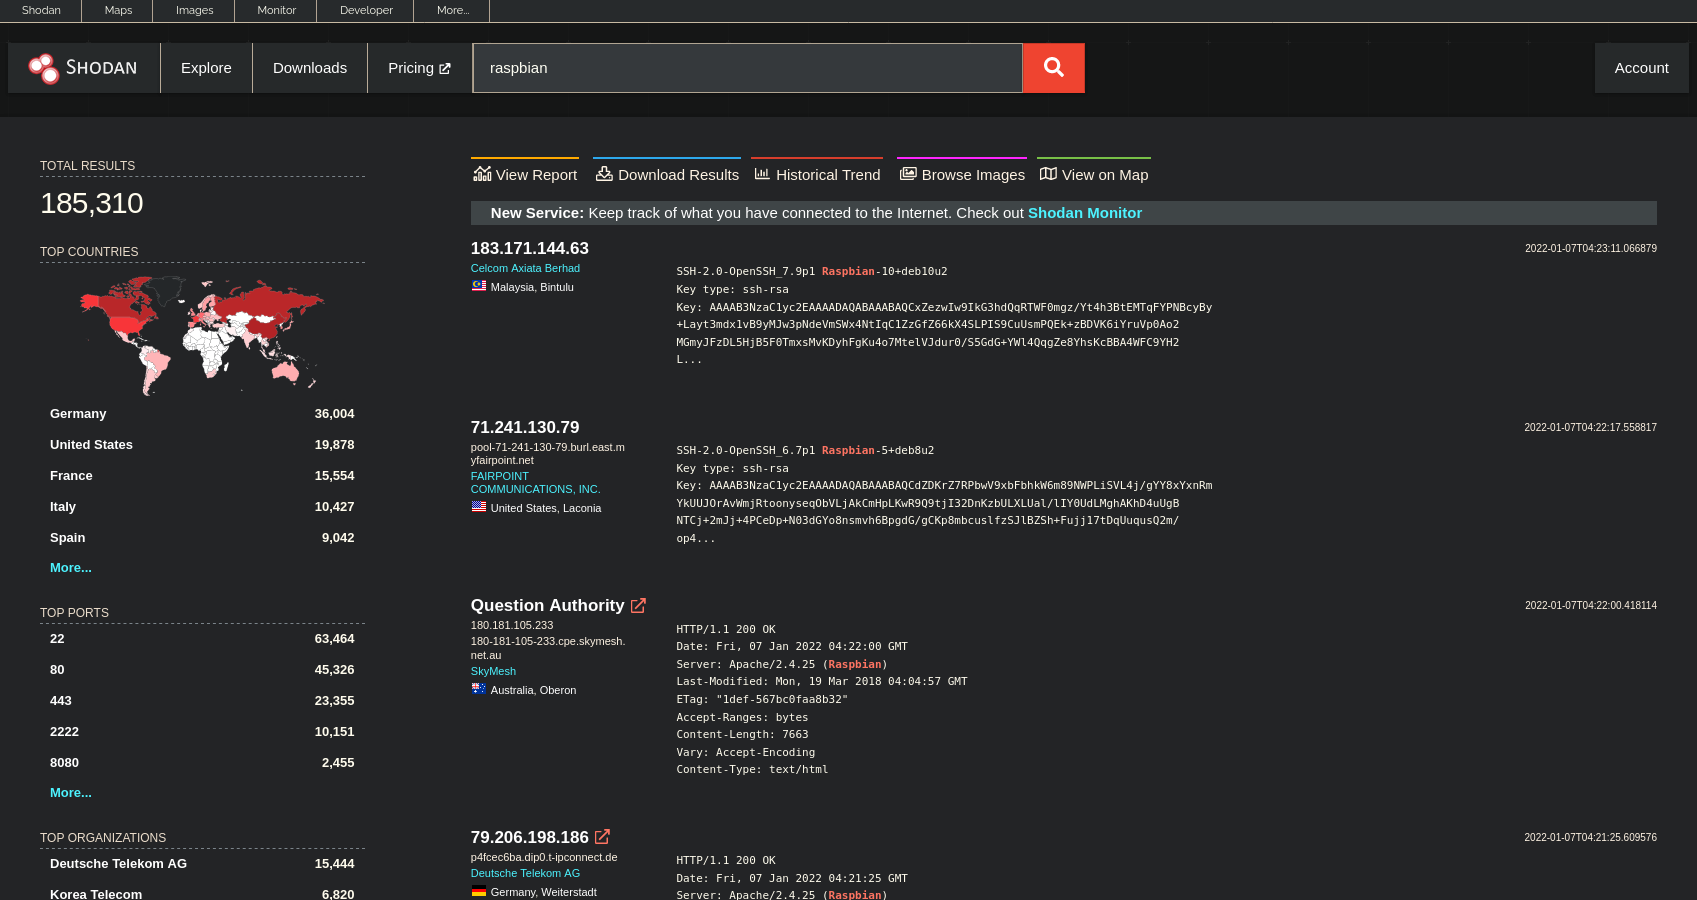 Shodan Maps Images Monitor Developer More...
SHODAN Explore Downloads Pricing raspbian Account
TOTAL RESULTS
185,310
TOP COUNTRIES
Germany 36,004
United States 19,878
France 15,554
Italy 10,427
Spain 9,042
More...
TOP PORTS
22 63,464
80 45,326
443 23,355
2222 10,151
8080 2,455
More...
TOP ORGANIZATIONS
Deutsche Telekom AG 15,444
Korea Telecom 6,820
View Report Download Results Historical Trend Browse Images View on Map
New Service: Keep track of what you have connected to the Internet. Check out Shodan Monitor
183.171.144.63
2022-01-07T04:23:11.066879
Celcom Axiata Berhad
Malaysia, Bintulu
SSH-2.0-OpenSSH_7.9p1 Raspbian-10+deb10u2
Key type: ssh-rsa
Key: AAAAB3NzaC1yc2EAAAADAQABAAABAQCxZezwIw9IkG3hdQqRTWF0mgz/Yt4h3BtEMTqFYPNBcyBy
+Layt3mdx1vB9yMJw3pNdeVmSWx4NtIqC1ZzGfZ66kX4SLPIS9CuUsmPQEk+zBDVK6iYruVp0Ao2
MGmyJFzDL5HjB5F0TmxsMvKDyhFgKu4o7MtelVJdur0/S5GdG+YWl4QqgZe8YhsKcBBA4WFC9YH2
L...
71.241.130.79
2022-01-07T04:22:17.558817
pool-71-241-130-79.burl.east.m
yfairpoint.net
FAIRPOINT
COMMUNICATIONS, INC.
United States, Laconia
SSH-2.0-OpenSSH_6.7p1 Raspbian-5+deb8u2
Key type: ssh-rsa
Key: AAAAB3NzaC1yc2EAAAADAQABAAABAQCdZDKrZ7RPbwV9xbFbhkW6m89NWPLiSVL4j/gYY8xYxnRm
YkUUJOrAvWmjRtoonyseqObVLjAkCmHpLKwR9Q9tjI32DnKzbULXLUal/lIY0UdLMghAKhD4uUgB
NTCj+2mJj+4PCeDp+N03dGYo8nsmvh6BpgdG/gCKp8mbcuslfzSJlBZSh+Fujj17tDqUuqusQ2m/
op4...
Question Authority
2022-01-07T04:22:00.418114
180.181.105.233
180-181-105-233.cpe.skymesh.
net.au
SkyMesh
Australia, Oberon
HTTP/1.1 200 OK
Date: Fri, 07 Jan 2022 04:22:00 GMT
Server: Apache/2.4.25 (Raspbian)
Last-Modified: Mon, 19 Mar 2018 04:04:57 GMT
ETag: "1def-567bc0faa8b32"
Accept-Ranges: bytes
Content-Length: 7663
Vary: Accept-Encoding
Content-Type: text/html
79.206.198.186
2022-01-07T04:21:25.609576
p4fcec6ba.dip0.t-ipconnect.de
Deutsche Telekom AG
Germany, Weiterstadt
HTTP/1.1 200 OK
Date: Fri, 07 Jan 2022 04:21:25 GMT
Server: Apache/2.4.25 (Raspbian)